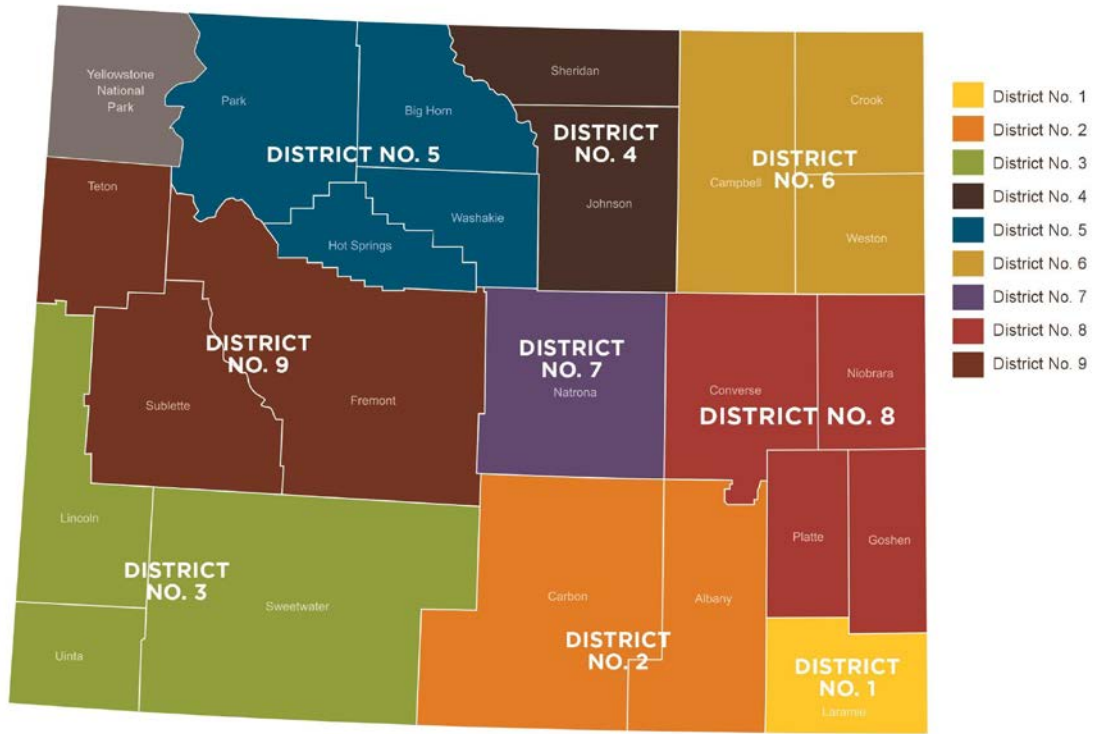 Yellowstone
National
Park
Park
Big Horn
Sheridan
Crook
DISTRICT NO. 5
DISTRICT
NO. 4
DISTRICT
NO. 6
Campbell
Teton
Johnson
Washakie
Hot Springs
Weston
DISTRICT
NO. 9
Sublette
Fremont
DISTRICT
NO. 7
Natrona
Converse
Niobrara
DISTRICT NO. 8
Lincoln
DISTRICT
NO. 3
Sweetwater
Uinta
Carbon
Albany
DISTRICT
NO. 2
Platte
Goshen
DISTRICT
NO. 1
Laramie
District No. 1
District No. 2
District No. 3
District No. 4
District No. 5
District No. 6
District No. 7
District No. 8
District No. 9